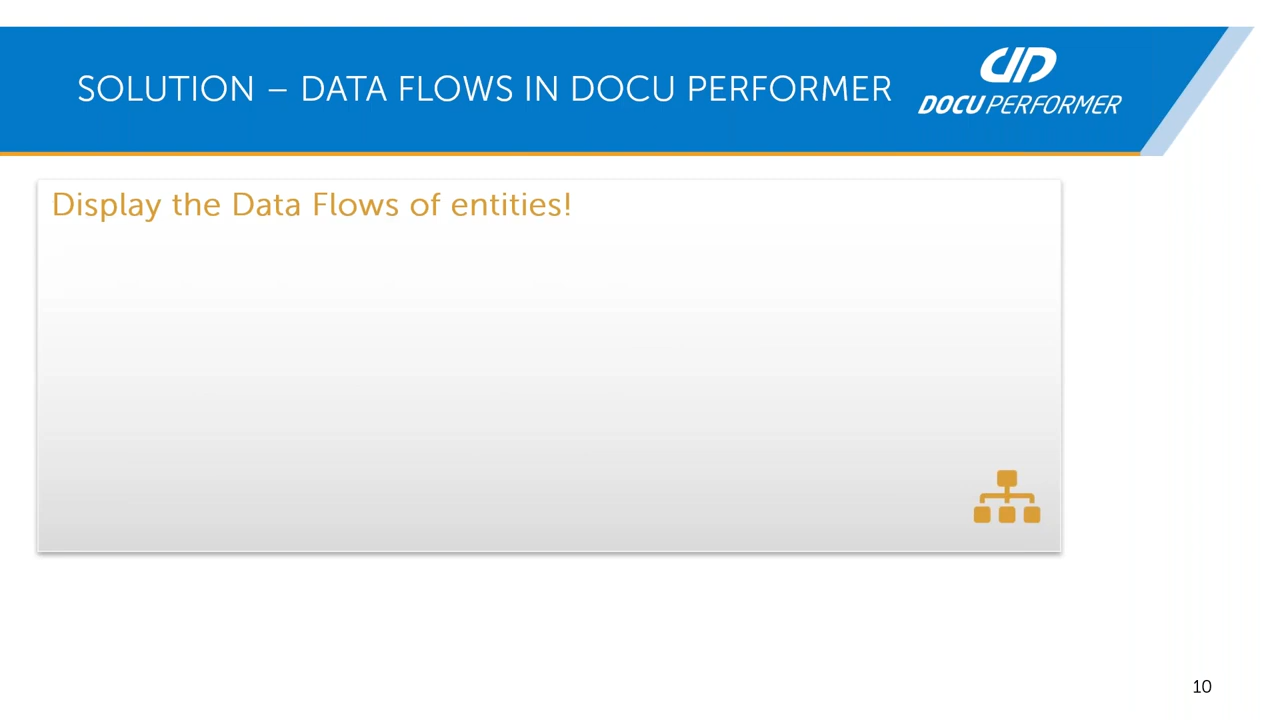 SOLUTION – DATA FLOWS IN DOCU PERFORMER
DOCU PERFORMER
Display the Data Flows of entities!
10